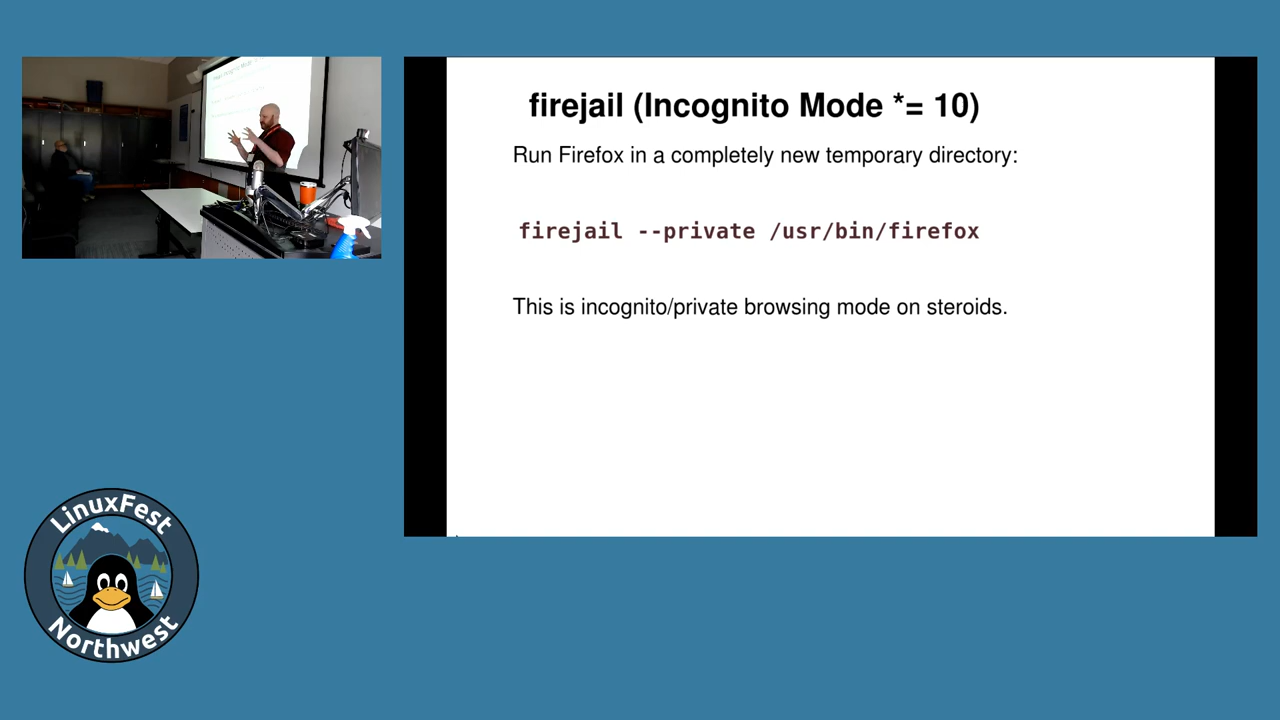 firejail (Incognito Mode *= 10)
Run Firefox in a completely new temporary directory:
firejail --private /usr/bin/firefox
This is incognito/private browsing mode on steroids.
LinuxFest
Northwest